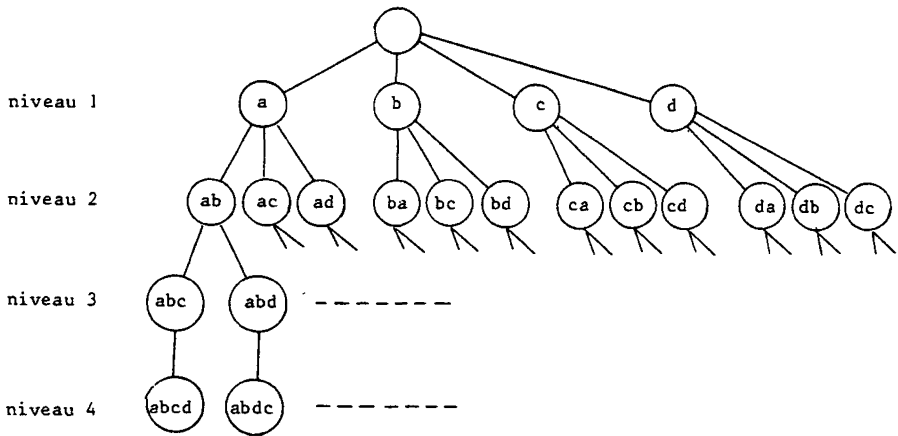 niveau 1 a b c d
niveau 2 ab ac ad ba bc bd ca cb cd da db dc
niveau 3 abc abd
niveau 4 abcd abdc